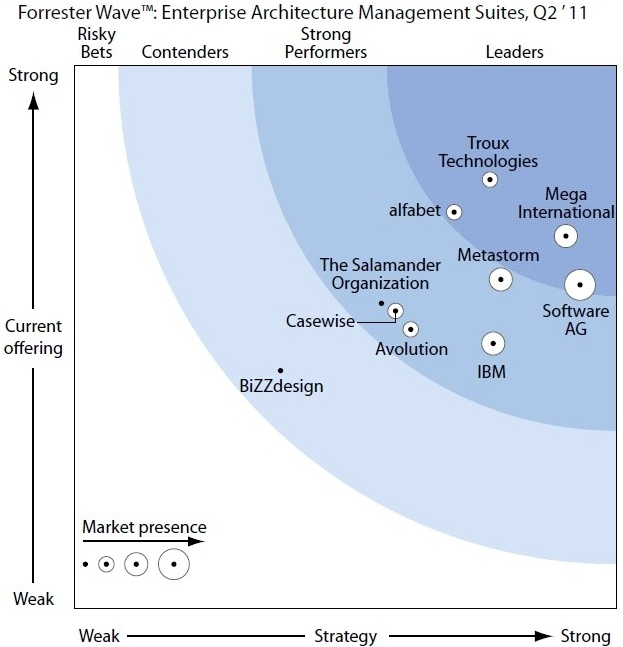 Forrester Wave™: Enterprise Architecture Management Suites, Q2 ’11
Risky
Bets
Contenders
Strong
Performers
Leaders
Strong
Troux
Technologies
Mega
International
alfabet
Metastorm
The Salamander
Organization
Software
AG
Casewise
Current
offering
Avolution
IBM
BiZZdesign
Market presence
Weak
Weak
Strategy
Strong